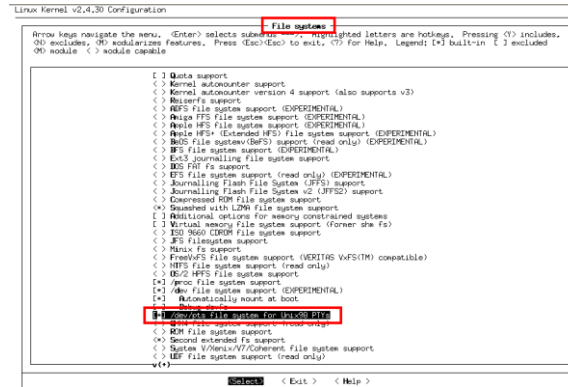 Linux Kernel v2.4.30 Configuration
File systems
Arrow keys navigate the menu. <Enter> selects submenus --->. Highlighted letters are hotkeys. Pressing <Y> includes,
<N> excludes, <M> modularizes features. Press <Esc><Esc> to exit, <?> for Help. Legend: [*] built-in [ ] excluded
<M> module < > module capable
[ ] Quota support
< > Kernel automounter support
< > Kernel automounter version 4 support (also supports v3)
< > Reiserfs support
< > ADFS file system support (EXPERIMENTAL)
< > Amiga FFS file system support (EXPERIMENTAL)
< > Apple HFS file system support (EXPERIMENTAL)
< > Apple HFS+ (Extended HFS) file system support (EXPERIMENTAL)
< > BeOS file systemv(BeFS) support (read only) (EXPERIMENTAL)
< > BFS file system support (EXPERIMENTAL)
< > Ext3 journalling file system support
< > DOS FAT fs support
< > EFS file system support (read only) (EXPERIMENTAL)
< > Journalling Flash File System (JFFS) support
< > Journalling Flash File System v2 (JFFS2) support
< > Compressed ROM file system support
<*> Squashed with LZMA file system support
[ ] Additional options for memory constrained systems
[ ] Virtual memory file system support (former shm fs)
< > ISO 9660 CDROM file system support
< > JFS filesystem support
< > Minix fs support
< > FreeVxFS file system support (VERITAS VxFS(TM) compatible)
< > NTFS file system support (read only)
< > OS/2 HPFS file system support
[*] /proc file system support
[*] /dev file system support (EXPERIMENTAL)
[*] Automatically mount at boot
[ ] Debug devfs
[*] /dev/pts file system for Unix98 PTYs
< > QNX4 file system support (read only)
< > ROM file system support
<*> Second extended fs support
< > System V/Xenix/V7/Coherent file system support
< > UDF file system support (read only)
v(+)
<Select> < Exit > < Help >